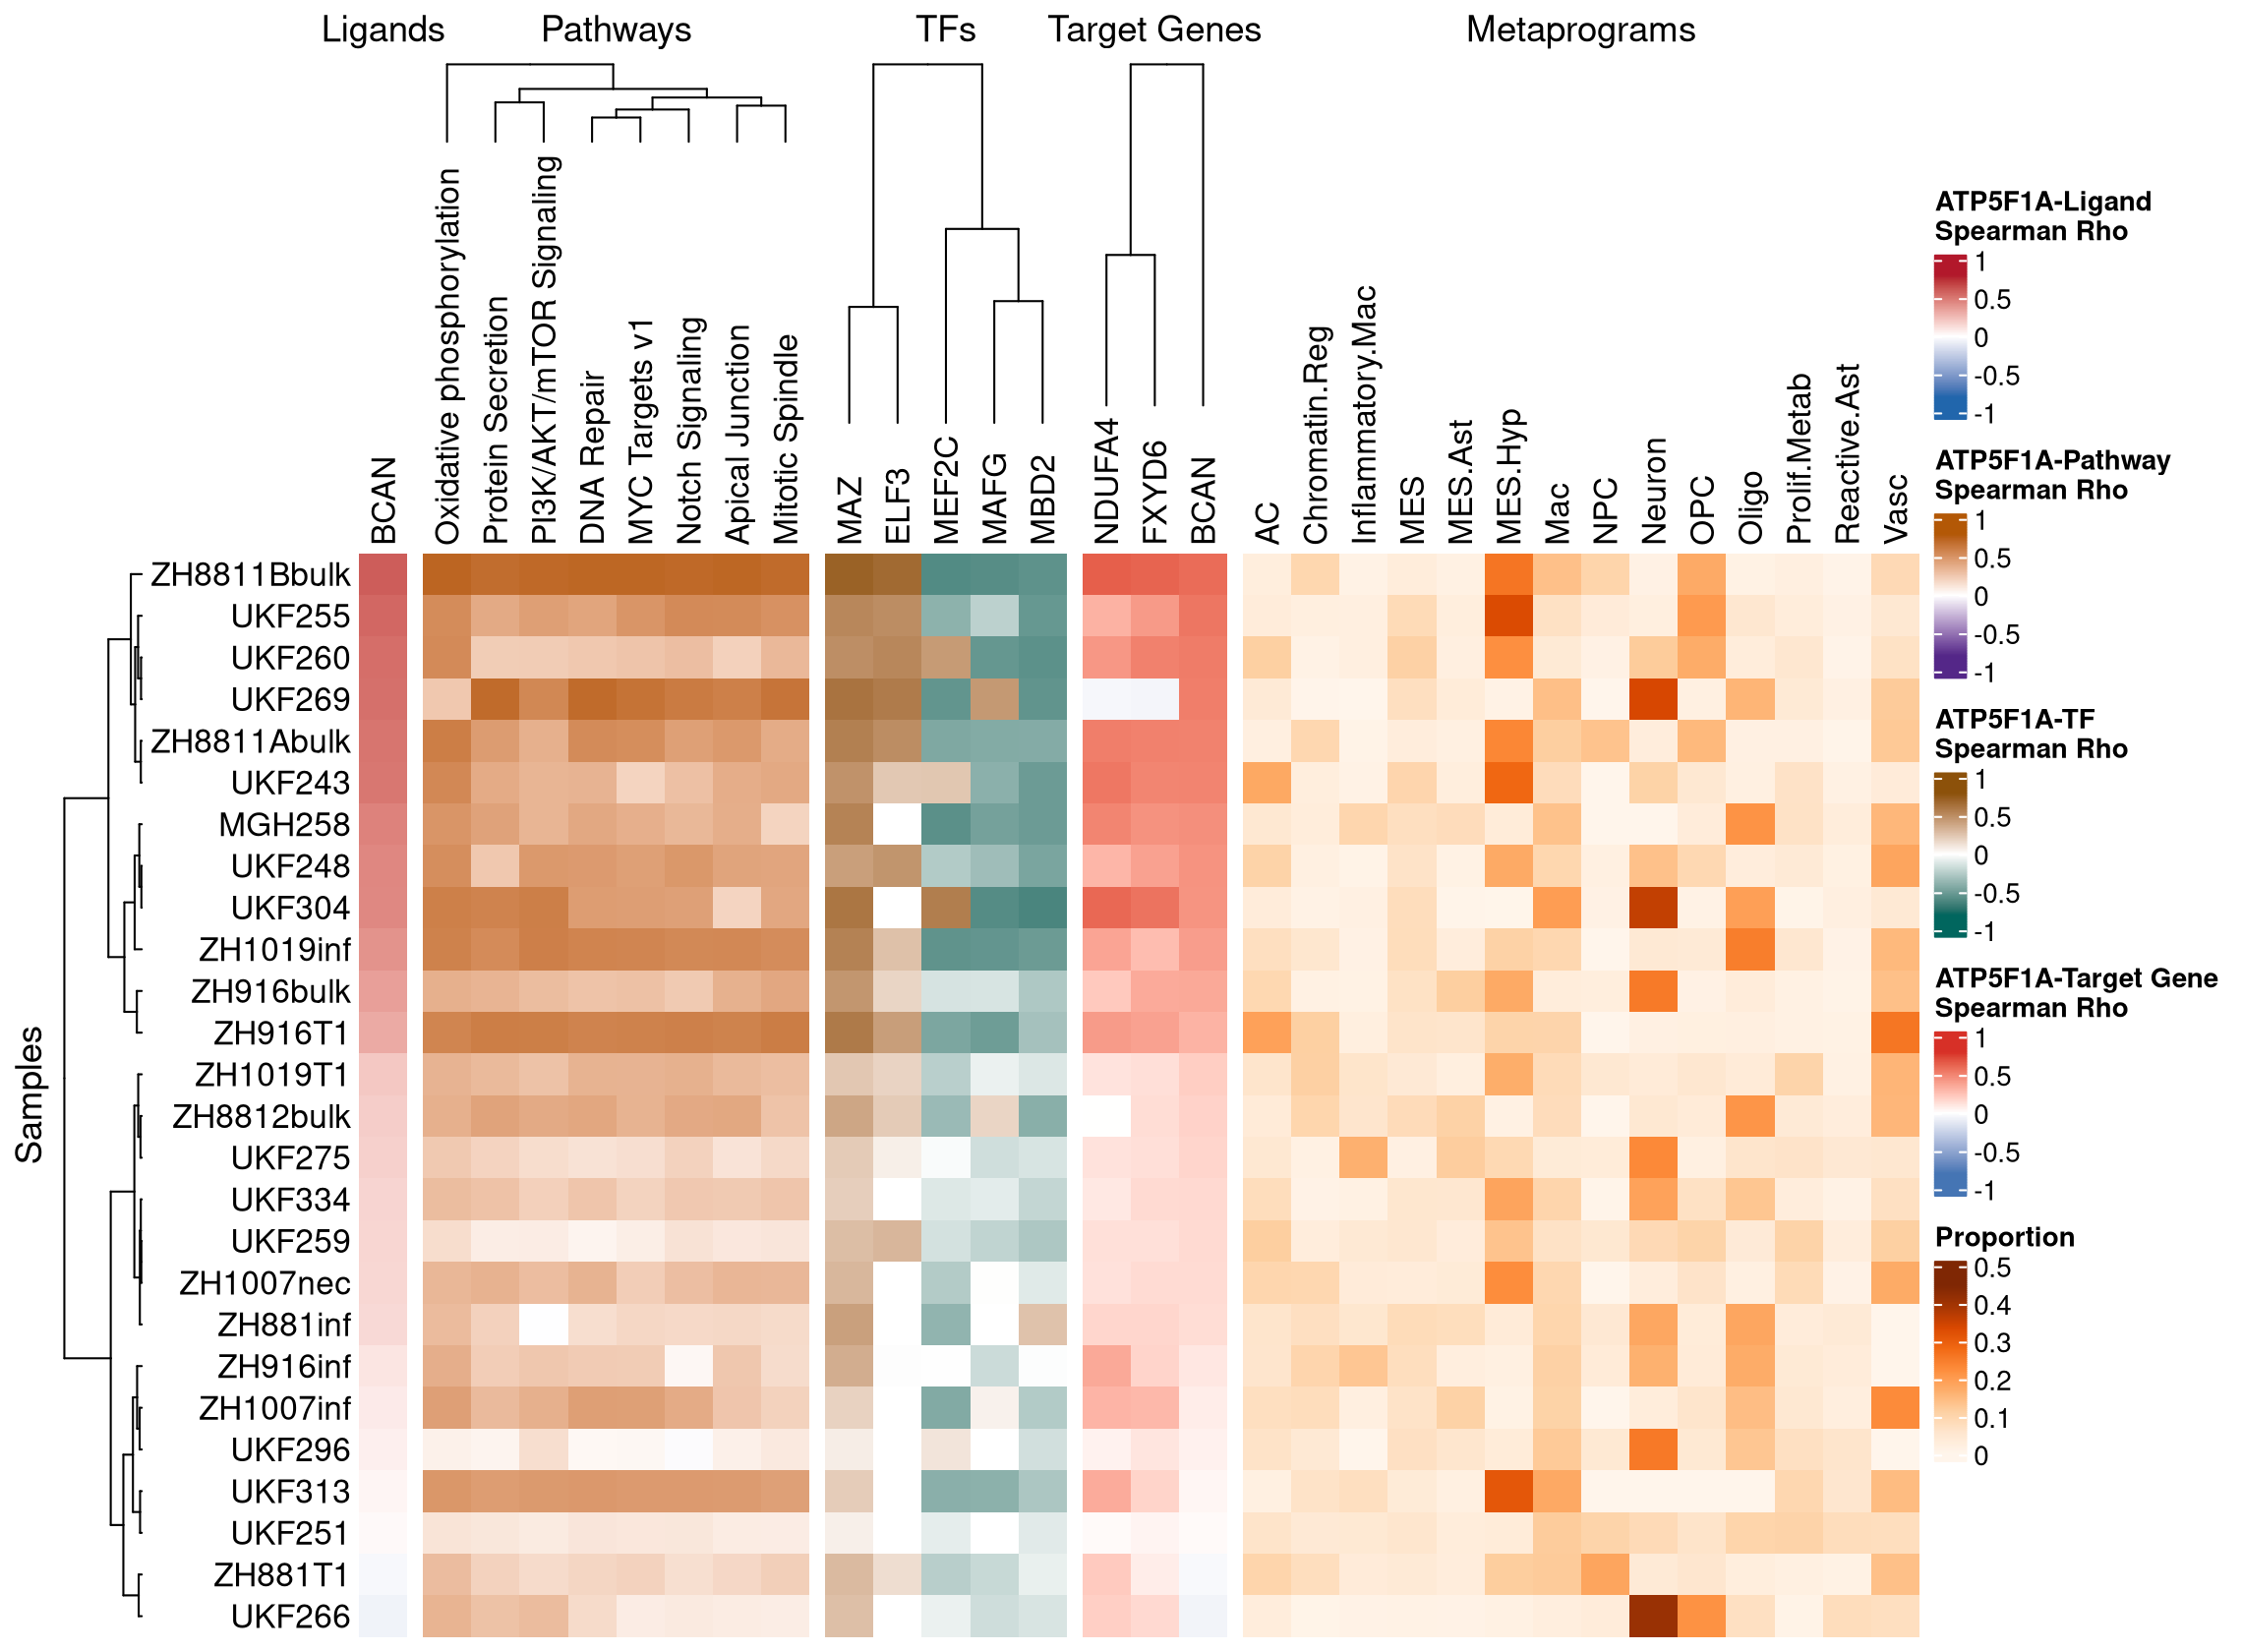 Ligands
Pathways
TFs
Target Genes
Metaprograms
BCAN
Oxidative phosphorylation
Protein Secretion
PI3K/AKT/mTOR Signaling
DNA Repair
MYC Targets v1
Notch Signaling
Apical Junction
Mitotic Spindle
MAZ
ELF3
MEF2C
MAFG
MBD2
NDUFA4
FXYD6
BCAN
AC
Chromatin.Reg
Inflammatory.Mac
MES
MES.Ast
MES.Hyp
Mac
NPC
Neuron
OPC
Oligo
Prolif.Metab
Reactive.Ast
Vasc
Samples
ZH8811Bbulk
UKF255
UKF260
UKF269
ZH8811Abulk
UKF243
MGH258
UKF248
UKF304
ZH1019inf
ZH916bulk
ZH916T1
ZH1019T1
ZH8812bulk
UKF275
UKF334
UKF259
ZH1007nec
ZH881inf
ZH916inf
ZH1007inf
UKF296
UKF313
UKF251
ZH881T1
UKF266
ATP5F1A-Ligand
Spearman Rho
1
0.5
0
-0.5
-1
ATP5F1A-Pathway
Spearman Rho
1
0.5
0
-0.5
-1
ATP5F1A-TF
Spearman Rho
1
0.5
0
-0.5
-1
ATP5F1A-Target Gene
Spearman Rho
1
0.5
0
-0.5
-1
Proportion
0.5
0.4
0.3
0.2
0.1
0